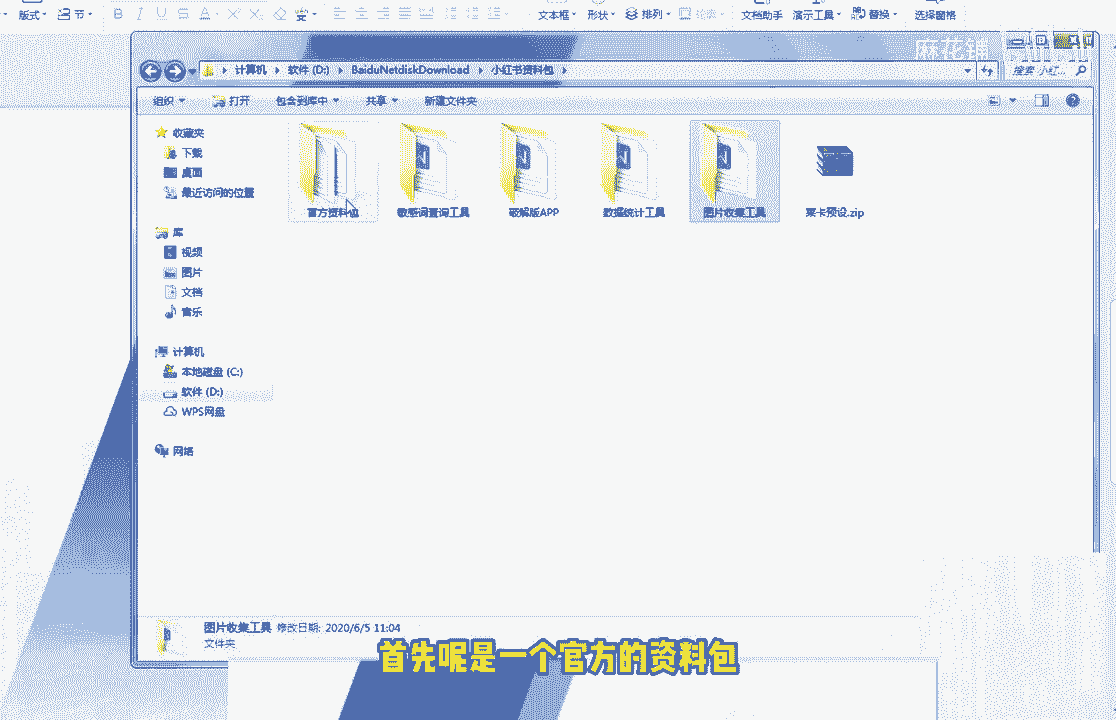 版式 节 B I U S A 文本框 形状 排列 轮廓 文档助手 演示工具 替换 选择窗格
麻花铺 bilibili
计算机 软件 (D:) BaiduNetdiskDownload 小红书资料包 搜索 小红...
组织 打开 包含到库中 共享 新建文件夹
收藏夹
下载
桌面
最近访问的位置
库
视频
图片
文档
音乐
计算机
本地磁盘 (C:)
软件 (D:)
WPS网盘
网络
官方资料包 敏感词查询工具 破解版APP 数据统计工具 图片收集工具 莱卡预设.zip
图片收集工具 修改日期: 2020/6/5 11:04
文件夹
首先呢是一个官方的资料包